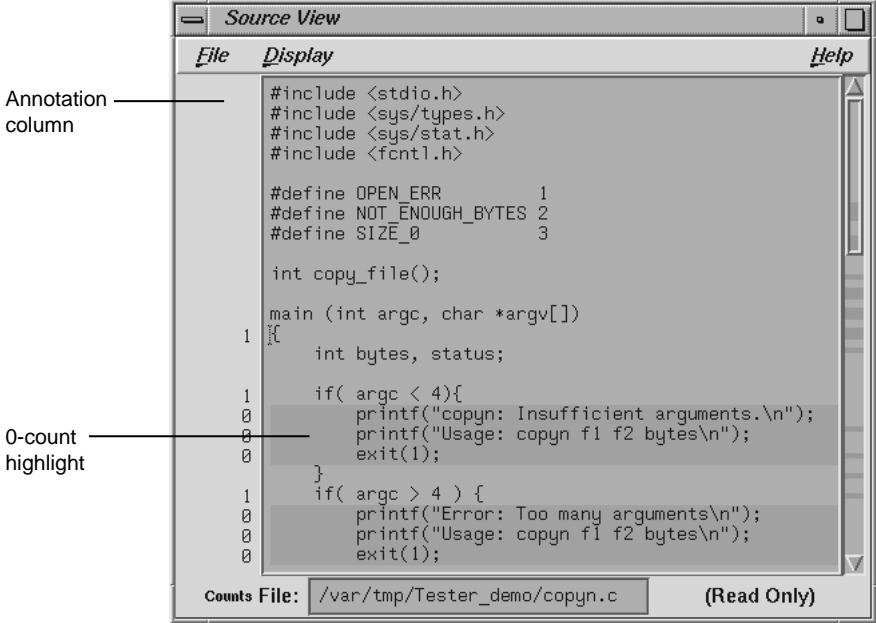 Source View
File Display Help
Annotation
column
#include <stdio.h>
#include <sys/types.h>
#include <sys/stat.h>
#include <fcntl.h>
#define OPEN_ERR 1
#define NOT_ENOUGH_BYTES 2
#define SIZE_0 3
int copy_file();
main (int argc, char *argv[])
1 {
int bytes, status;
1 if( argc < 4){
0 printf("copyn: Insufficient arguments.\n");
0 printf("Usage: copyn f1 f2 bytes\n");
0 exit(1);
}
0-count
highlight
1 if( argc > 4 ) {
0 printf("Error: Too many arguments\n");
0 printf("Usage: copyn f1 f2 bytes\n");
0 exit(1);
Counts File: /var/tmp/Tester_demo/copyn.c (Read Only)